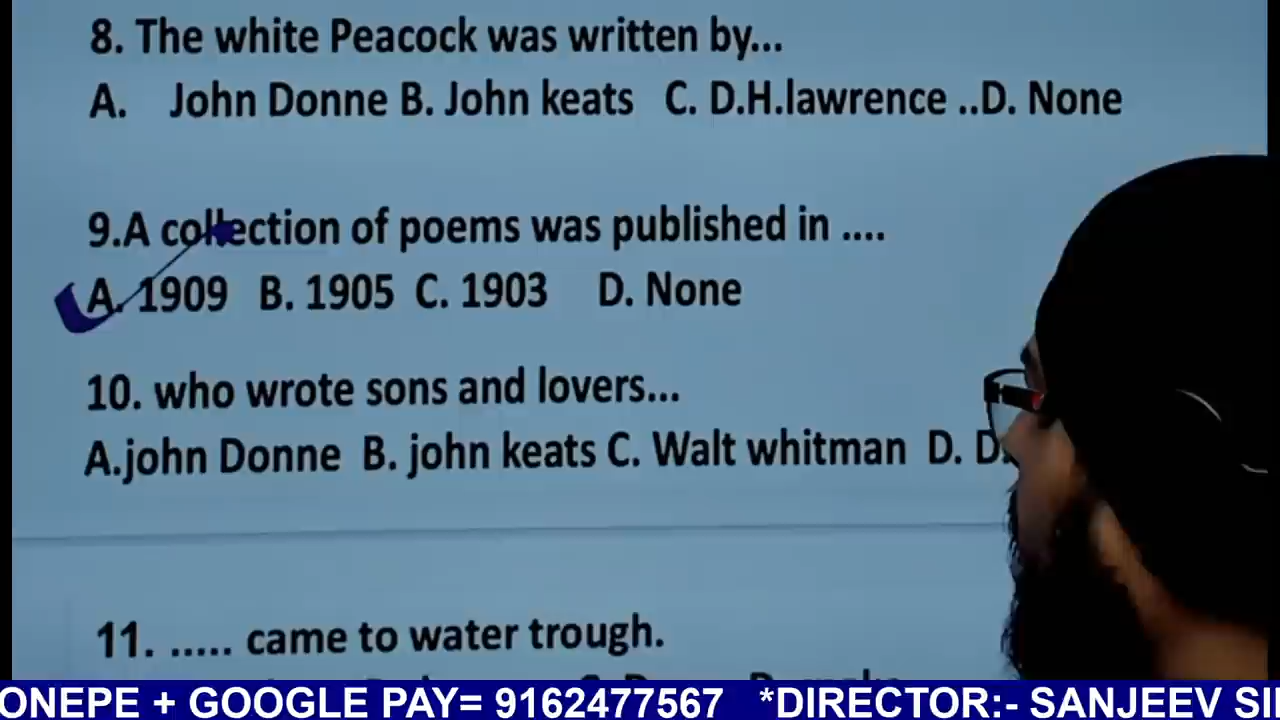 8. The white Peacock was written by...
A. John Donne B. John keats C. D.H.lawrence ..D. None
9.A collection of poems was published in ....
A. 1909 B. 1905 C. 1903 D. None
10. who wrote sons and lovers...
A.john Donne B. john keats C. Walt whitman D. D.
11. ..... came to water trough.
ONEPE + GOOGLE PAY= 9162477567 *DIRECTOR:- SANJEEV